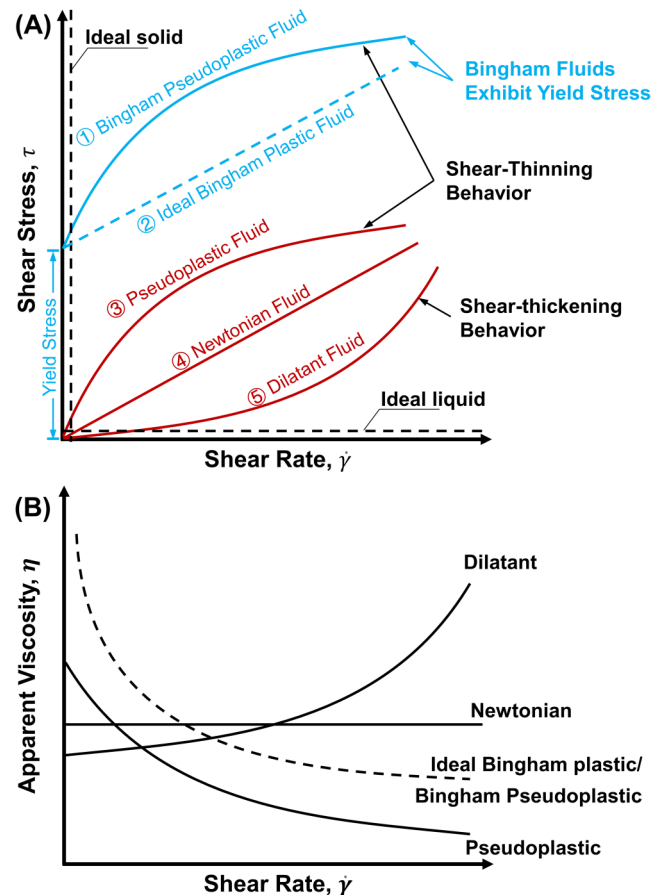 (A)
Ideal solid
① Bingham Pseudoplastic Fluid
Bingham Fluids
Exhibit Yield Stress
② Ideal Bingham Plastic Fluid
Shear-Thinning
Behavior
Shear Stress, τ
③ Pseudoplastic Fluid
④ Newtonian Fluid
Shear-thickening
Behavior
Yield Stress
⑤ Dilatant Fluid
Ideal liquid
Shear Rate, γ̇
(B)
Dilatant
Apparent Viscosity, η
Newtonian
Ideal Bingham plastic/
Bingham Pseudoplastic
Pseudoplastic
Shear Rate, γ̇